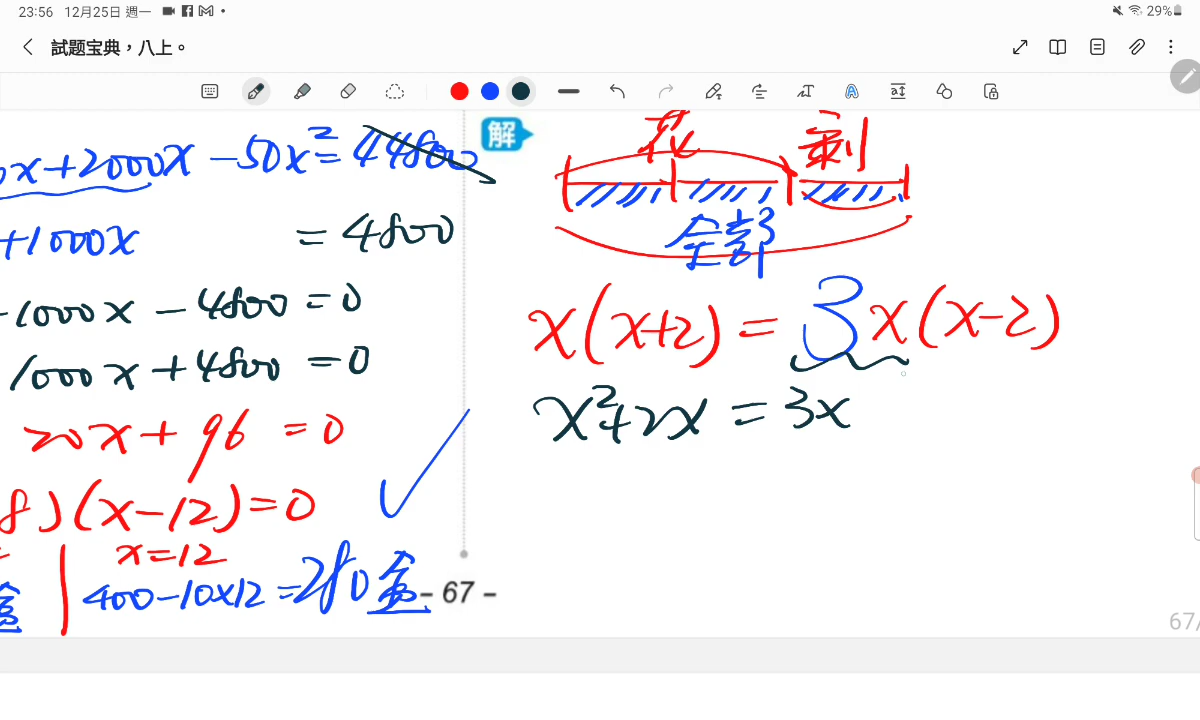 23:56 12月25日 週一 29%
試題宝典，八上。
x+2000x -50x²= 44800
+1000x = 4800
-1000x - 4800 = 0
1000x + 4800 = 0
20x + 96 = 0
8)(x-12)=0
x=12
400-10x12 =280盒
盒
- 67 -
解
花 剩
全部
x(x+2) = 3x(x-2)
x²+2x = 3x
67/